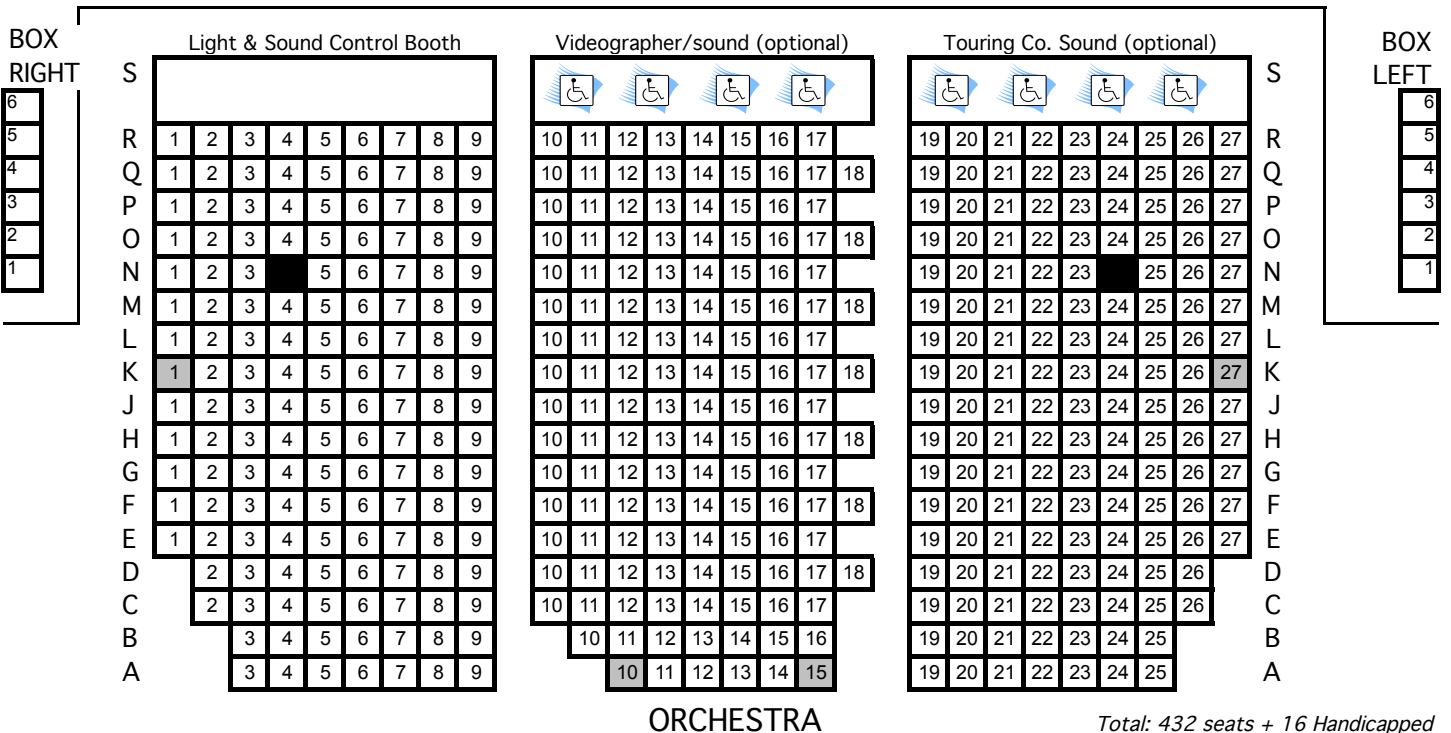 BOX RIGHT
BOX LEFT
Light & Sound Control Booth Videographer/sound (optional) Touring Co. Sound (optional)
S S
6 6
R 1 2 3 4 5 6 7 8 9 10 11 12 13 14 15 16 17 19 20 21 22 23 24 25 26 27 R
5 5
Q 1 2 3 4 5 6 7 8 9 10 11 12 13 14 15 16 17 18 19 20 21 22 23 24 25 26 27 Q
4 4
P 1 2 3 4 5 6 7 8 9 10 11 12 13 14 15 16 17 19 20 21 22 23 24 25 26 27 P
3 3
O 1 2 3 4 5 6 7 8 9 10 11 12 13 14 15 16 17 18 19 20 21 22 23 24 25 26 27 O
2 2
N 1 2 3 5 6 7 8 9 10 11 12 13 14 15 16 17 19 20 21 22 23 25 26 27 N
1 1
M 1 2 3 4 5 6 7 8 9 10 11 12 13 14 15 16 17 18 19 20 21 22 23 24 25 26 27 M
L 1 2 3 4 5 6 7 8 9 10 11 12 13 14 15 16 17 19 20 21 22 23 24 25 26 27 L
K 1 2 3 4 5 6 7 8 9 10 11 12 13 14 15 16 17 18 19 20 21 22 23 24 25 26 27 K
J 1 2 3 4 5 6 7 8 9 10 11 12 13 14 15 16 17 19 20 21 22 23 24 25 26 27 J
H 1 2 3 4 5 6 7 8 9 10 11 12 13 14 15 16 17 18 19 20 21 22 23 24 25 26 27 H
G 1 2 3 4 5 6 7 8 9 10 11 12 13 14 15 16 17 19 20 21 22 23 24 25 26 27 G
F 1 2 3 4 5 6 7 8 9 10 11 12 13 14 15 16 17 18 19 20 21 22 23 24 25 26 27 F
E 1 2 3 4 5 6 7 8 9 10 11 12 13 14 15 16 17 19 20 21 22 23 24 25 26 27 E
D 2 3 4 5 6 7 8 9 10 11 12 13 14 15 16 17 18 19 20 21 22 23 24 25 26 D
C 2 3 4 5 6 7 8 9 10 11 12 13 14 15 16 17 19 20 21 22 23 24 25 26 C
B 3 4 5 6 7 8 9 10 11 12 13 14 15 16 19 20 21 22 23 24 25 B
A 3 4 5 6 7 8 9 10 11 12 13 14 15 19 20 21 22 23 24 25 A
ORCHESTRA
Total: 432 seats + 16 Handicapped